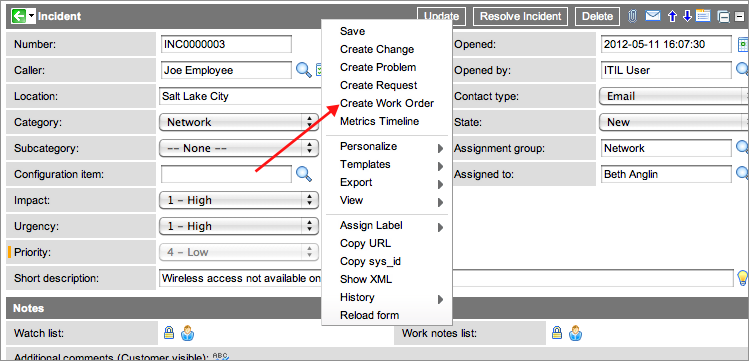 Incident Update Resolve Incident Delete
Number: INC0000003 Opened: 2012-05-11 16:07:30
Caller: Joe Employee Opened by: ITIL User
Location: Salt Lake City Contact type: Email
Category: Network State: New
Subcategory: -- None -- Assignment group: Network
Configuration item: Assigned to: Beth Anglin
Impact: 1 - High
Urgency: 1 - High
Priority: 4 - Low
Short description: Wireless access not available on
Save
Create Change
Create Problem
Create Request
Create Work Order
Metrics Timeline
Personalize
Templates
Export
View
Assign Label
Copy URL
Copy sys_id
Show XML
History
Reload form
Notes
Watch list: Work notes list:
Additional comments (Customer visible): ABC